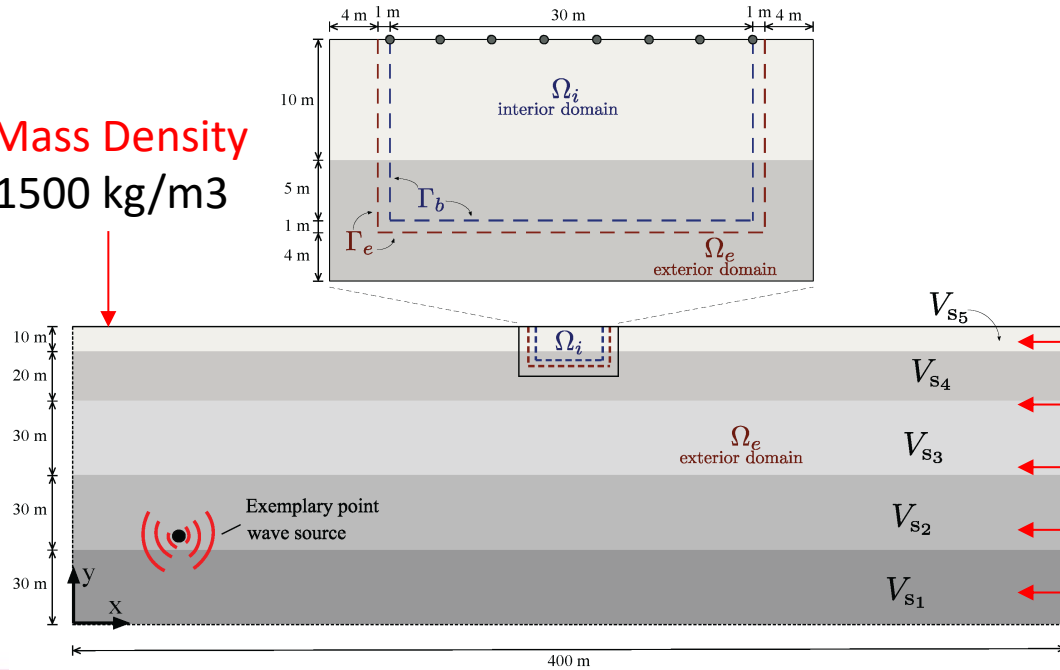 4 m
1 m
30 m
1 m
4 m
10 m
Ωi
interior domain
Mass Density
1500 kg/m3
5 m
Γb
1 m
Γe
4 m
Ωe
exterior domain
Vs5
10 m
Ωi
20 m
Vs4
30 m
Ωe
exterior domain
Vs3
30 m
Exemplary point
wave source
Vs2
30 m
y
x
Vs1
400 m